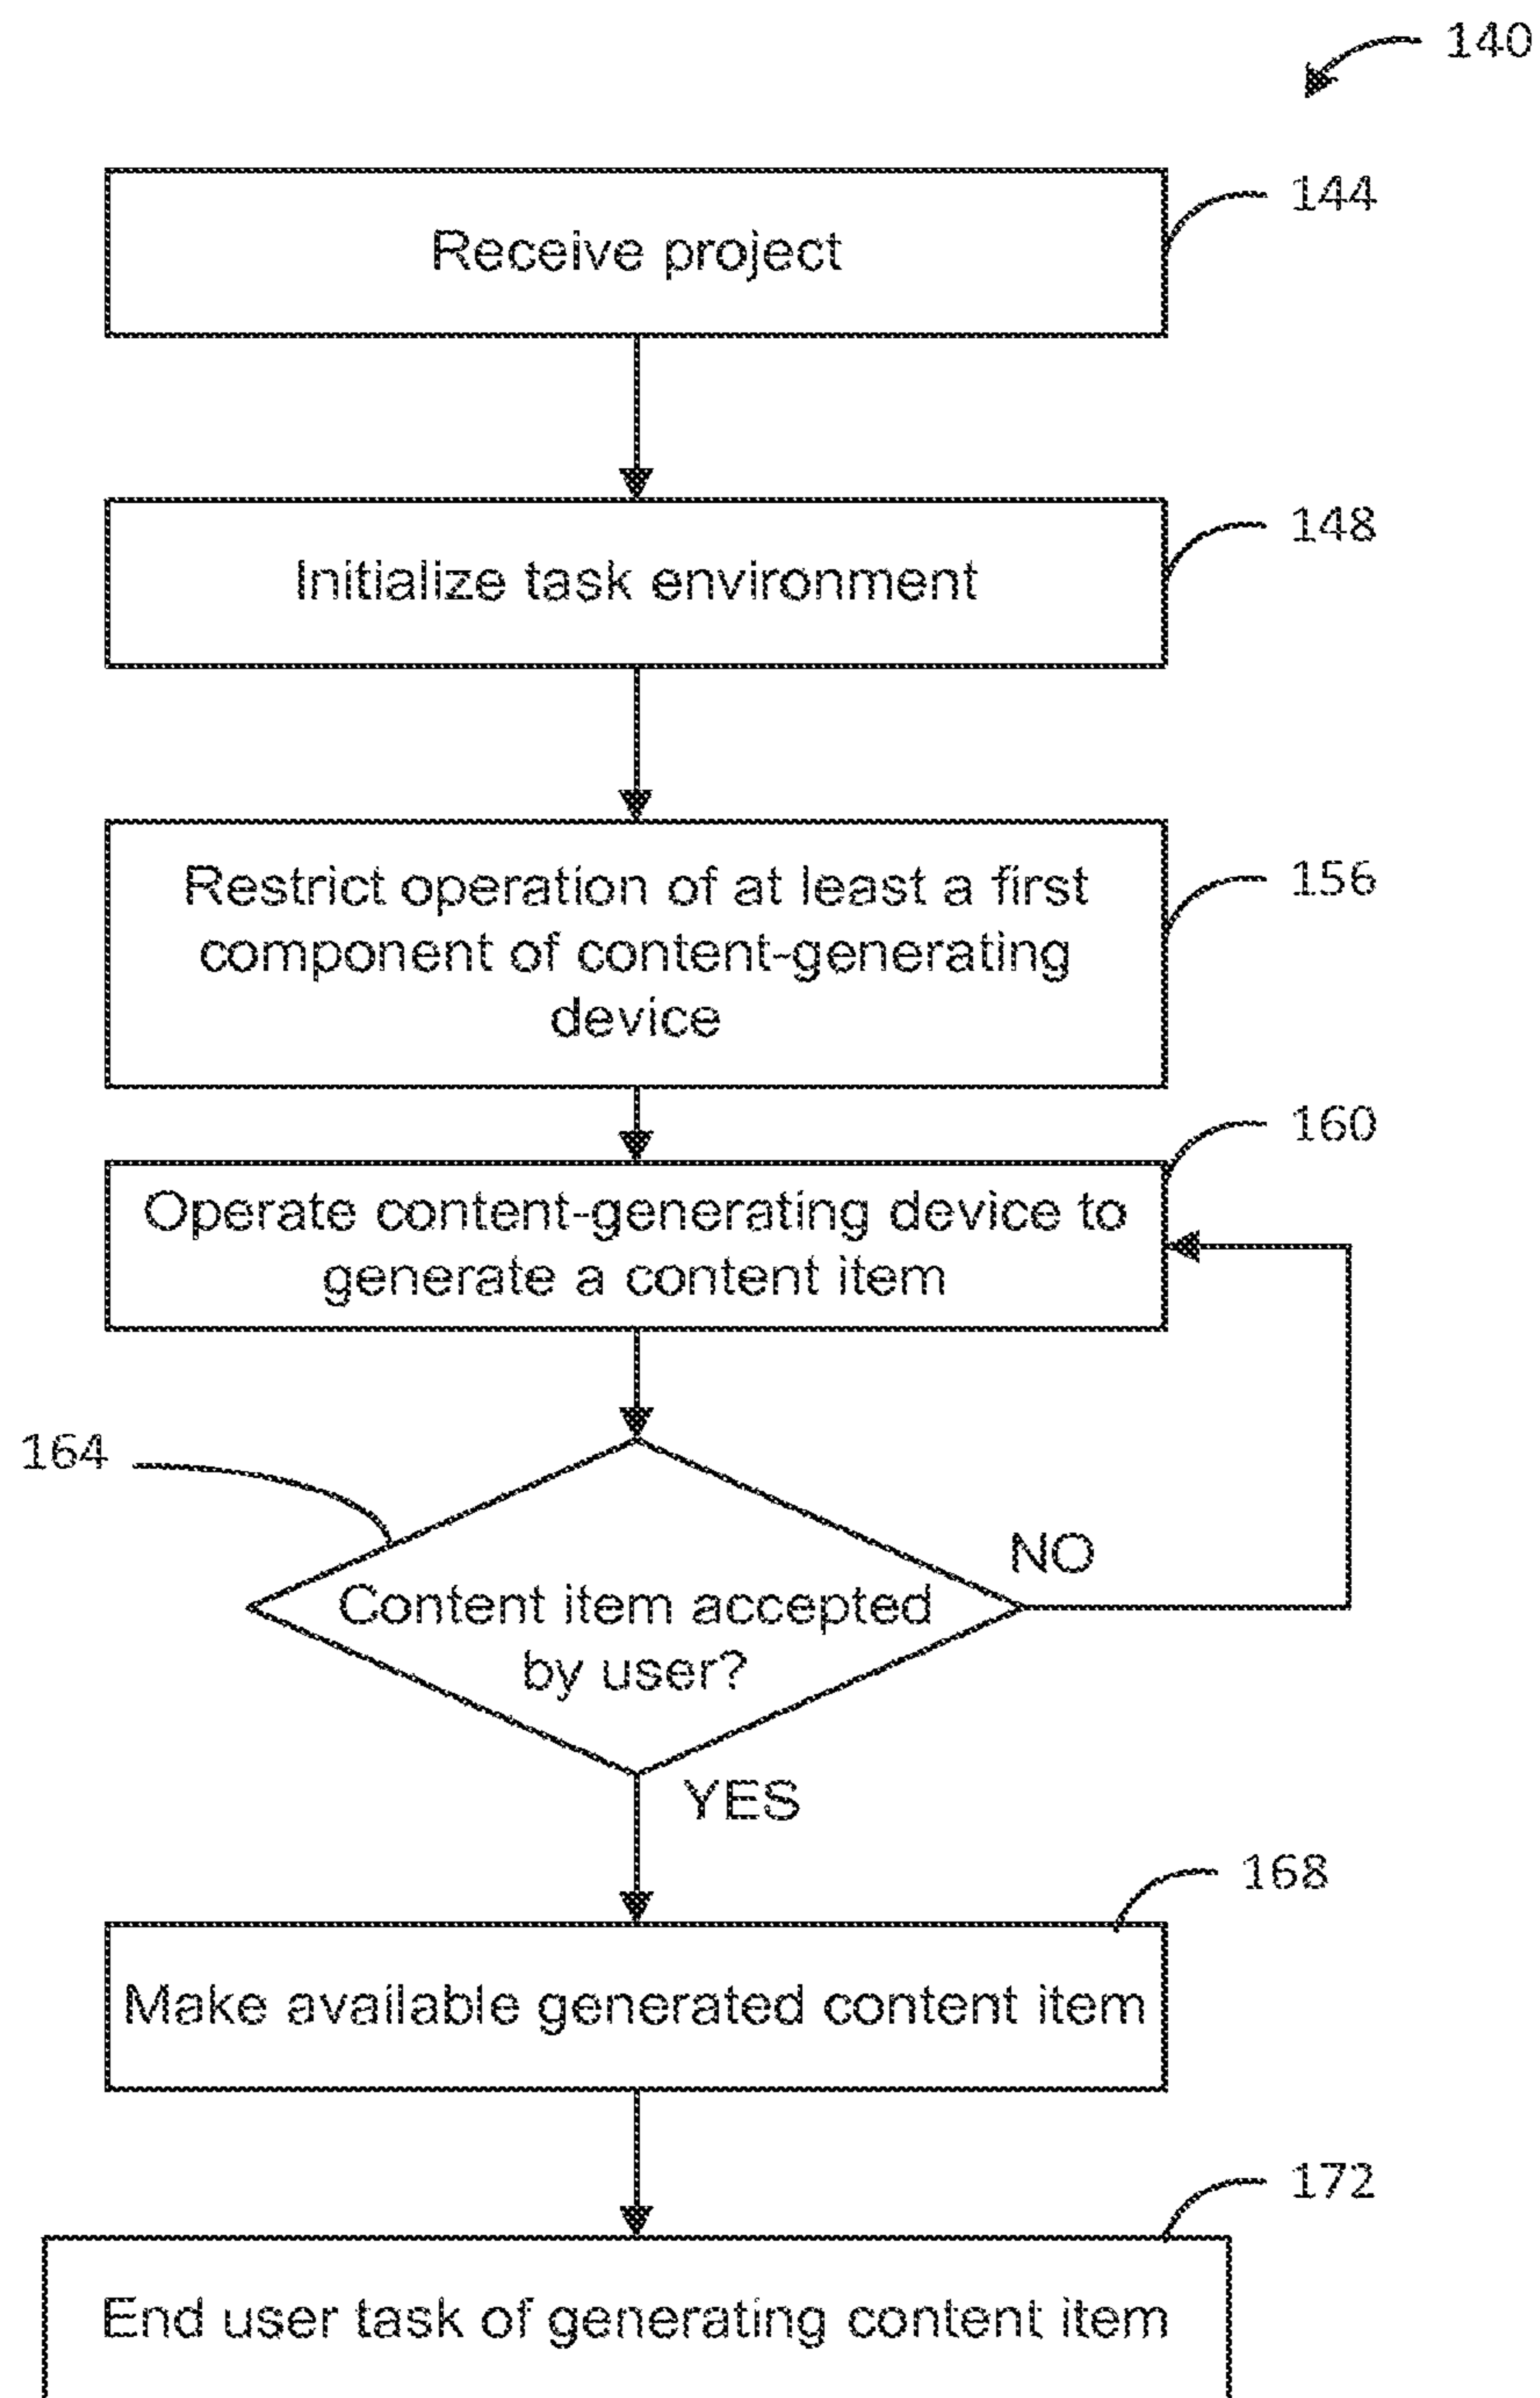 140
Receive project
144
Initialize task environment
148
Restrict operation of at least a first
component of content-generating
device
156
160
Operate content-generating device to
generate a content item
164
NO
Content item accepted
by user?
YES
168
Make available generated content item
172
End user task of generating content item